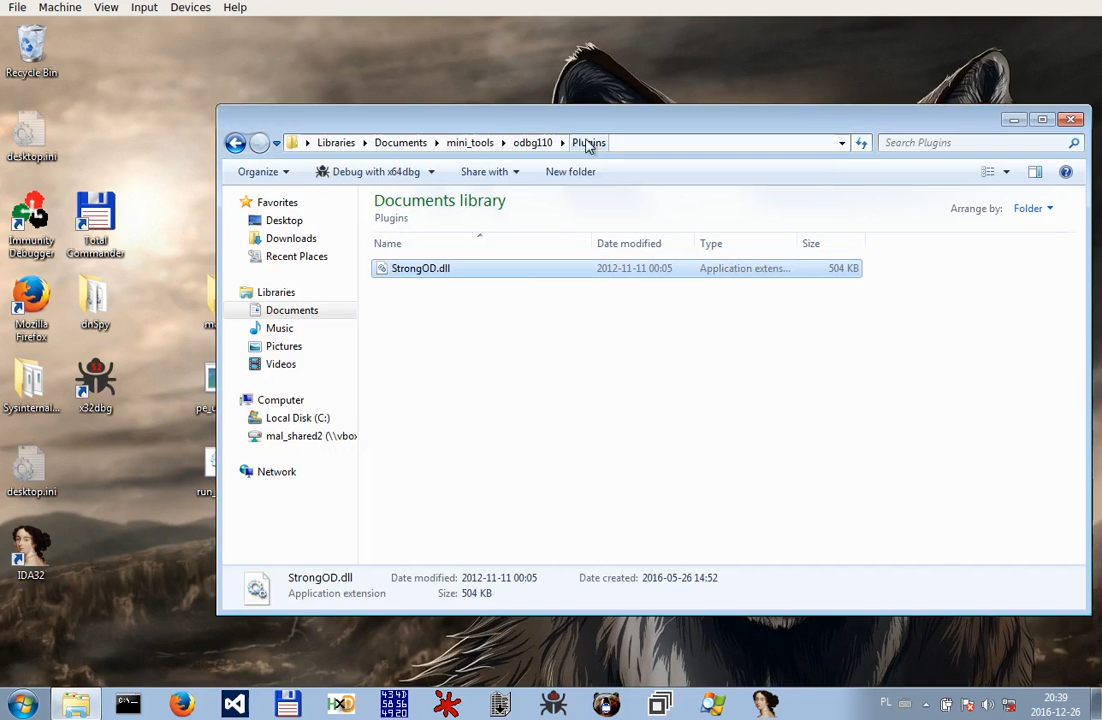 File Machine View Input Devices Help
Recycle Bin
desktop.ini
Immunity
Debugger
Total
Commander
Mozilla
Firefox
dnSpy
Sysinternal...
x32dbg
desktop.ini
IDA32
Libraries Documents mini_tools odbg110 Plugins
Search Plugins
Organize Debug with x64dbg Share with New folder
Favorites
Desktop
Downloads
Recent Places
Libraries
Documents
Music
Pictures
Videos
Computer
Local Disk (C:)
mal_shared2 (\\vbox
Network
Documents library
Plugins
Arrange by: Folder
Name Date modified Type Size
StrongOD.dll 2012-11-11 00:05 Application extens... 504 KB
StrongOD.dll Date modified: 2012-11-11 00:05 Date created: 2016-05-26 14:52
Application extension Size: 504 KB
PL
20:39
2016-12-26